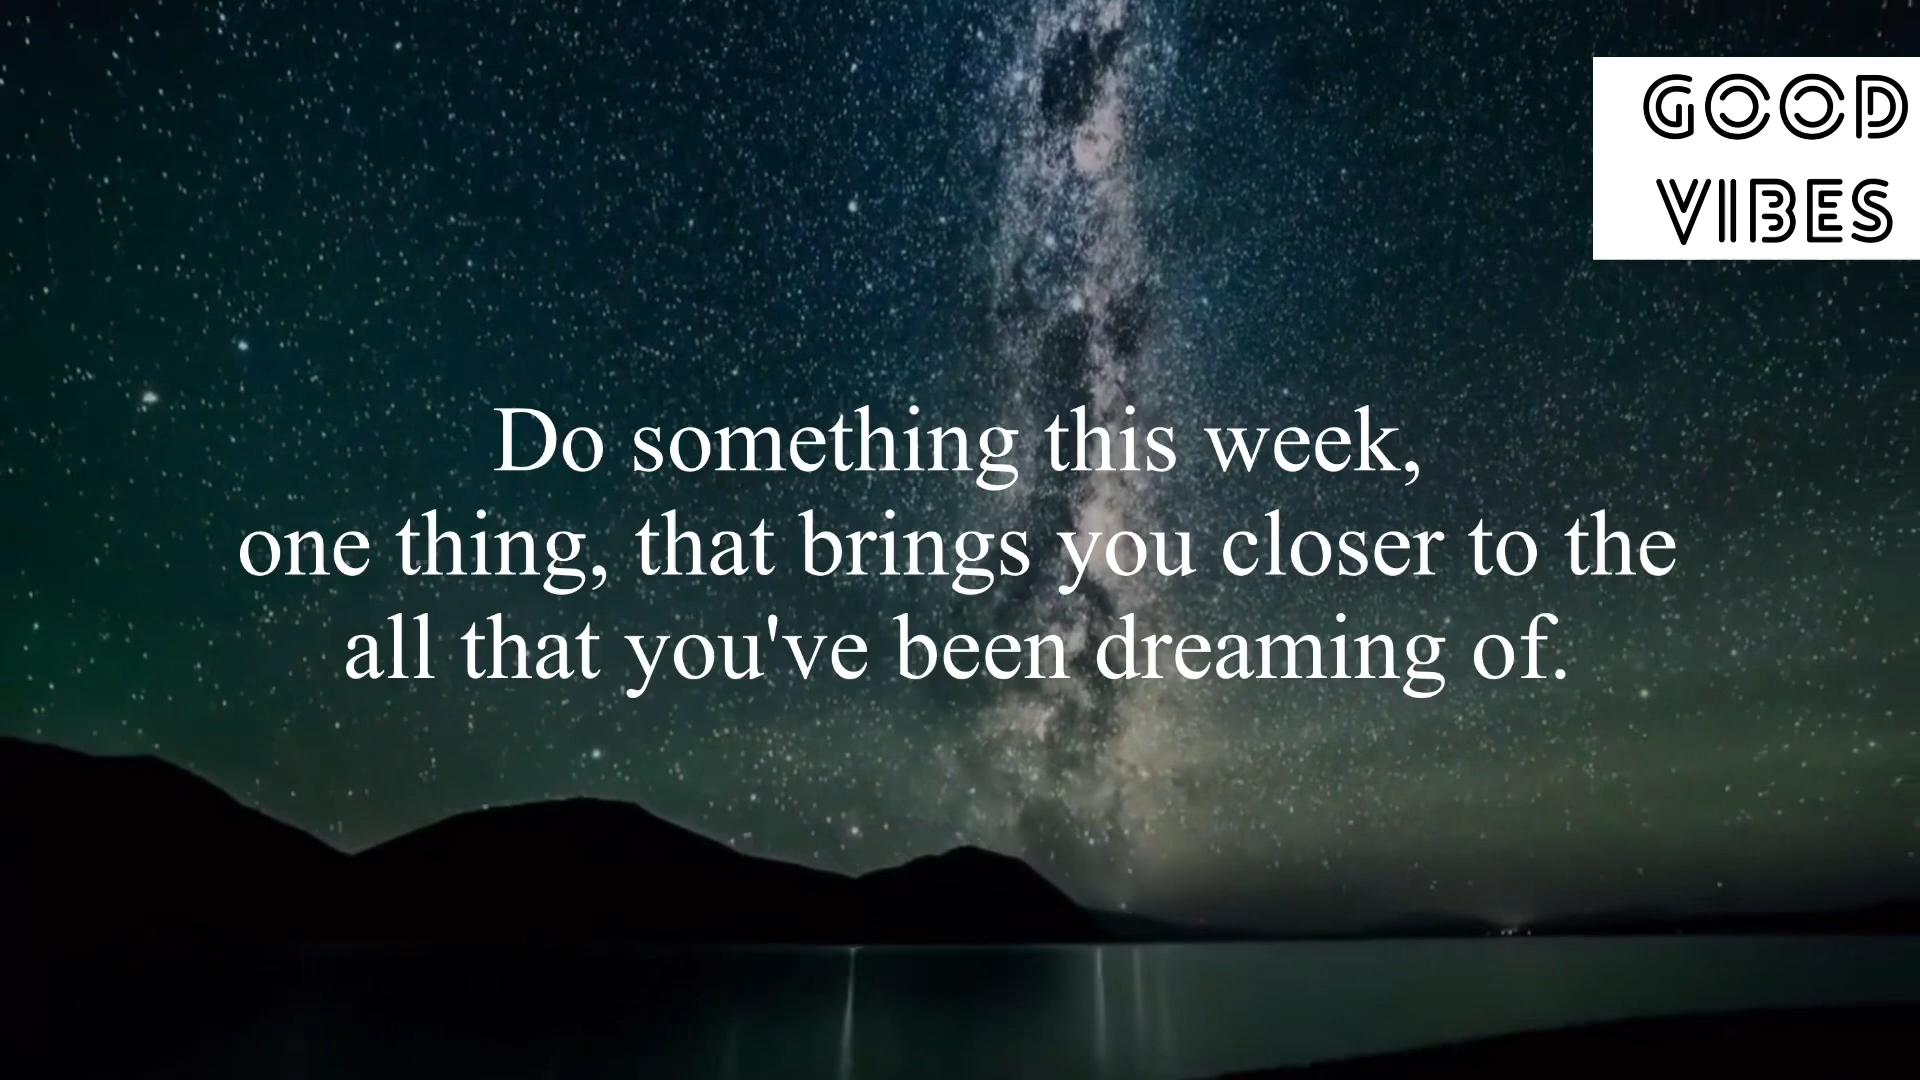 GOOD
VIBES
Do something this week,
one thing, that brings you closer to the
all that you've been dreaming of.